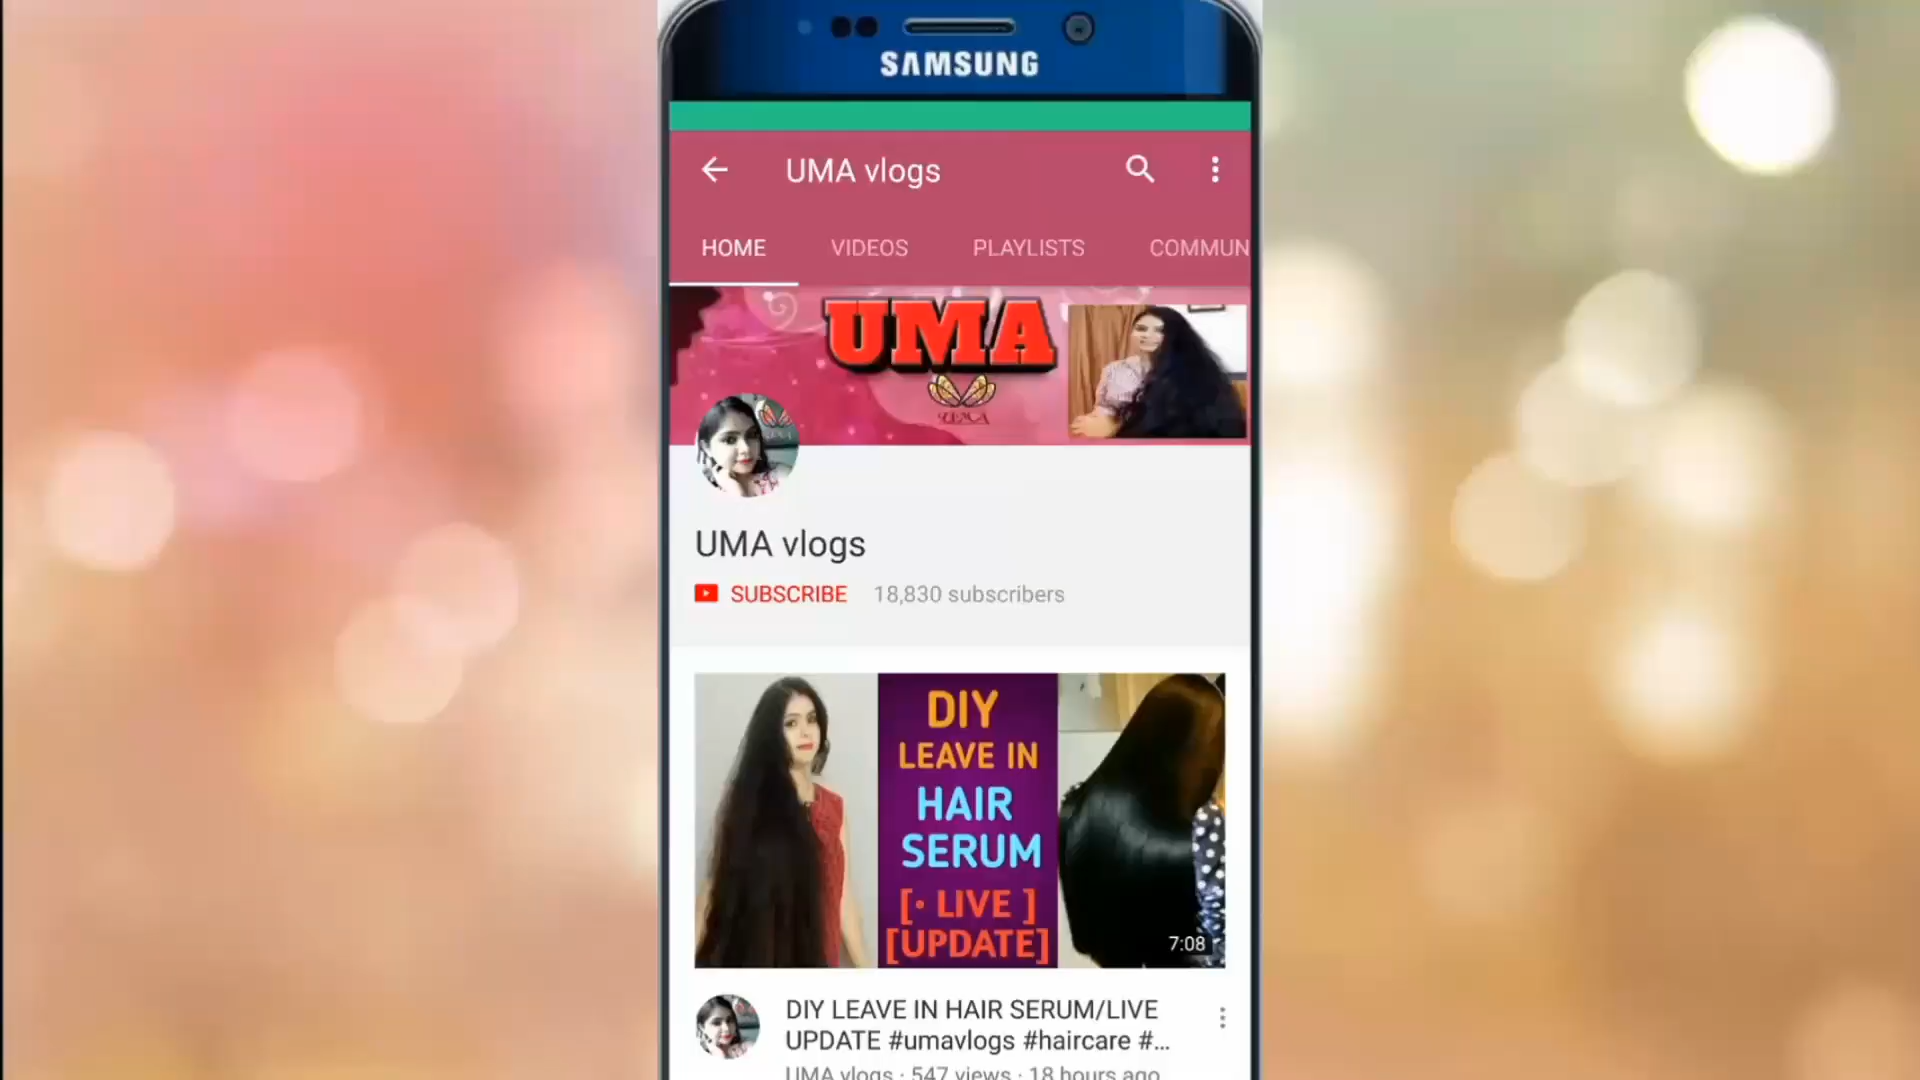 SAMSUNG
UMA vlogs
HOME VIDEOS PLAYLISTS COMMUN
UMA
UMA
UMA vlogs
SUBSCRIBE 18,830 subscribers
DIY
LEAVE IN
HAIR
SERUM
[• LIVE ]
[UPDATE]
7:08
DIY LEAVE IN HAIR SERUM/LIVE
UPDATE #umavlogs #haircare #...
UMA vlogs · 547 views · 18 hours ago